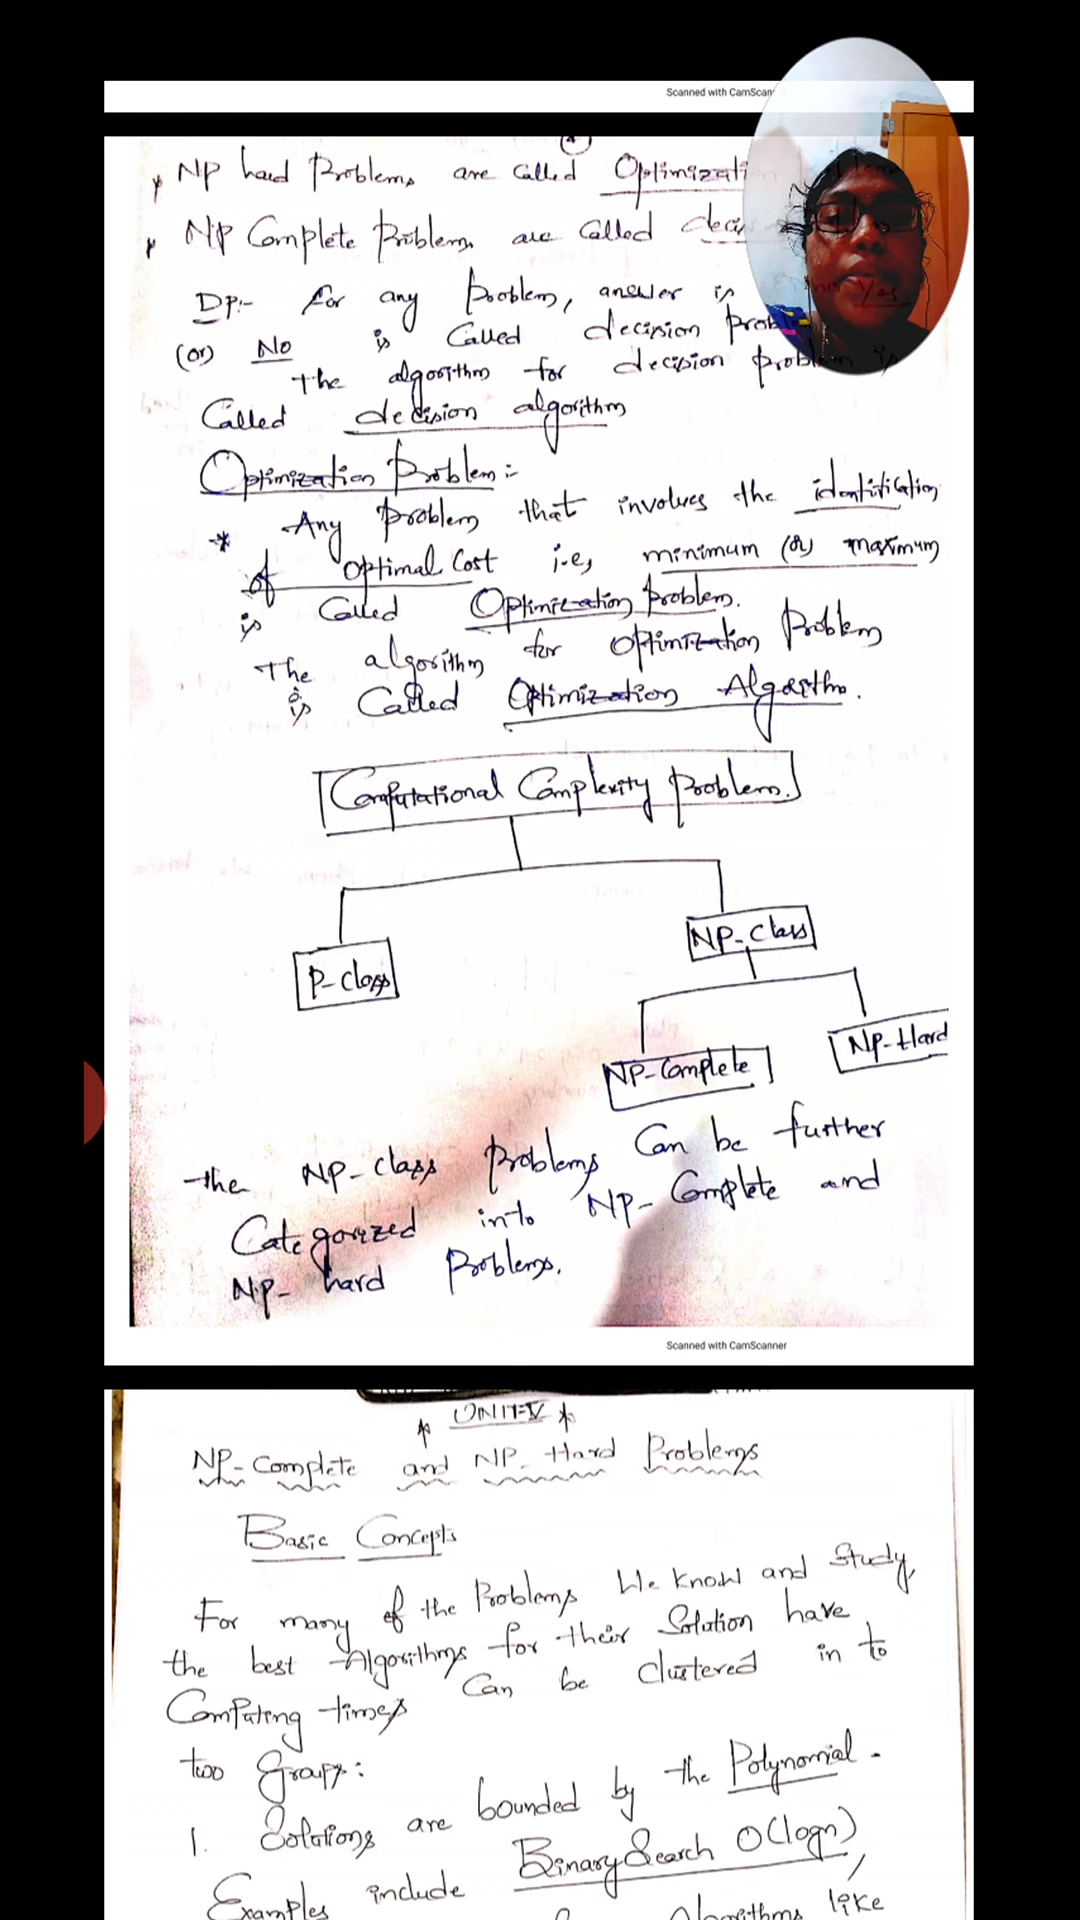 Scanned with CamScan
* NP hard Problems are Called Optimizati
* NP Complete Problems are Called deci
DP:- for any Problem, answer is Yes
(or) No is Called decision Problem
The algorithm for decision problem is
Called decision algorithm
Optimization Problem :-
* Any Problem that involves the identification
of optimal Cost i.e, minimum (or) maximum
is Called Optimization Problem.
The algorithm for optimization Problem
is Called Optimization Algorithm.
Computational Complexity Problems.
P-class
NP-Class
NP-Complete
NP-Hard
The NP-class Problems Can be further
Categorized into NP-Complete and
NP-hard Problems.
Scanned with CamScanner
* UNIT-V *
NP-Complete and NP-Hard Problems
Basic Concepts
For many of the Problems We Know and Study,
the best Algorithms for their Solution have
Computing times Can be clustered in to
two Groups:
1. Solutions are bounded by the Polynomial.
Examples include Binary Search O(logn),
Algorithms like